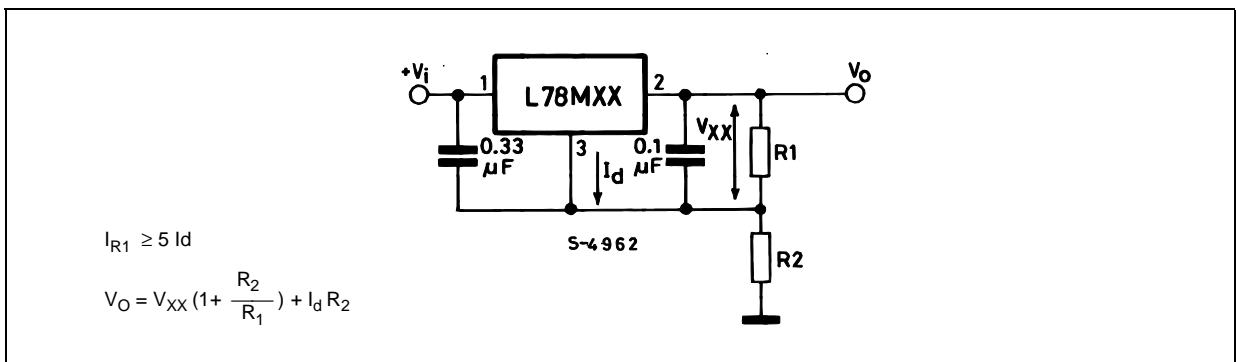 +Vi
1
L78MXX
2
Vo
0.33
µF
3
Id
0.1
µF
VXX
R1
S-4962
R2
IR1 ≥ 5 Id
VO = VXX (1+ R2/R1) + Id R2